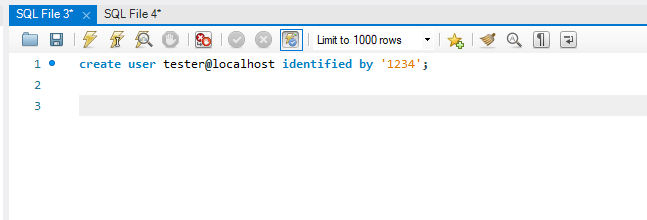 SQL File 3* SQL File 4*
Limit to 1000 rows
1 create user tester@localhost identified by '1234';
2
3